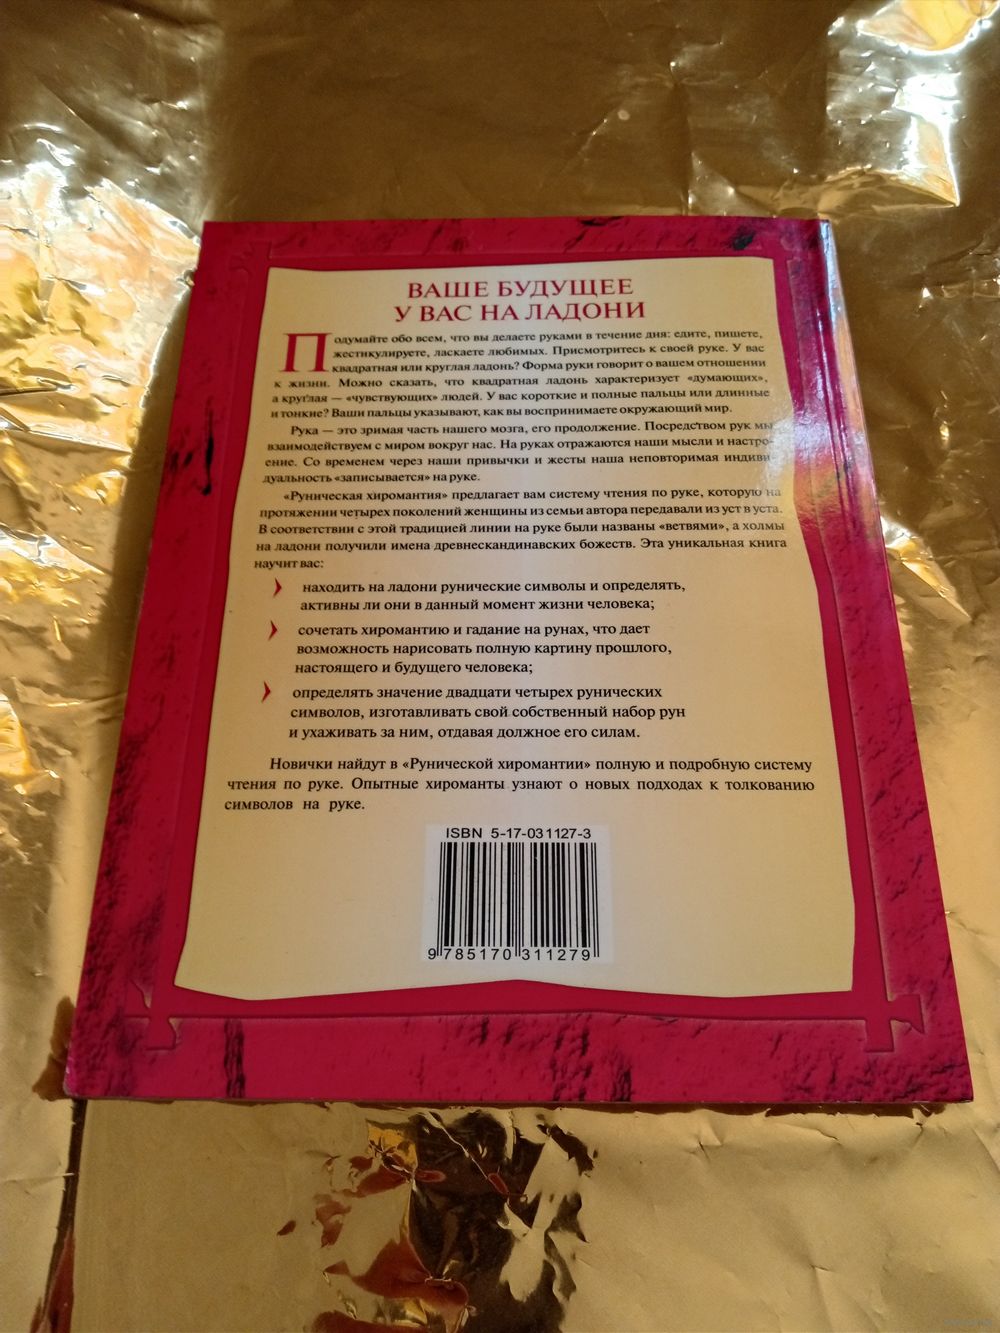 ВАШЕ БУДУЩЕЕ
У ВАС НА ЛАДОНИ
Подумайте обо всем, что вы делаете руками в течение дня: едите, пишете,
жестикулируете, ласкаете любимых. Присмотритесь к своей руке. У вас
квадратная или круглая ладонь? Форма руки говорит о вашем отношении
к жизни. Можно сказать, что квадратная ладонь характеризует «думающих»,
а круглая — «чувствующих» людей. У вас короткие и полные пальцы или длинные
и тонкие? Ваши пальцы указывают, как вы воспринимаете окружающий мир.
Рука — это зримая часть нашего мозга, его продолжение. Посредством рук мы
взаимодействуем с миром вокруг нас. На руках отражаются наши мысли и настро-
ение. Со временем через наши привычки и жесты наша неповторимая индиви-
дуальность «записывается» на руке.
«Руническая хиромантия» предлагает вам систему чтения по руке, которую на
протяжении четырех поколений женщины из семьи автора передавали из уст в уста.
В соответствии с этой традицией линии на руке были названы «ветвями», а холмы
на ладони получили имена древнескандинавских божеств. Эта уникальная книга
научит вас:
находить на ладони рунические символы и определять,
активны ли они в данный момент жизни человека;
сочетать хиромантию и гадание на рунах, что дает
возможность нарисовать полную картину прошлого,
настоящего и будущего человека;
определять значение двадцати четырех рунических
символов, изготавливать свой собственный набор рун
и ухаживать за ним, отдавая должное его силам.
Новички найдут в «Рунической хиромантии» полную и подробную систему
чтения по руке. Опытные хироманты узнают о новых подходах к толкованию
символов на руке.
ISBN 5-17-031127-3
9 785170 311279